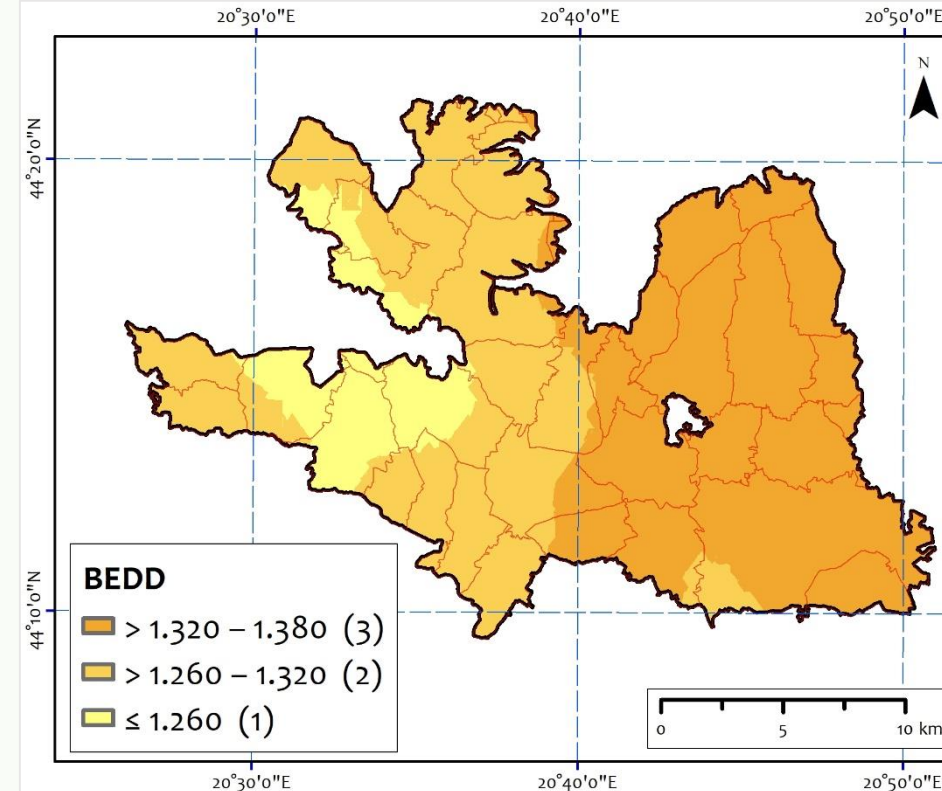 20°30'0"E 20°40'0"E 20°50'0"E
N
44°20'0"N
44°10'0"N
BEDD
> 1.320 – 1.380 (3)
> 1.260 – 1.320 (2)
≤ 1.260 (1)
0 5 10 km
20°30'0"E 20°40'0"E 20°50'0"E